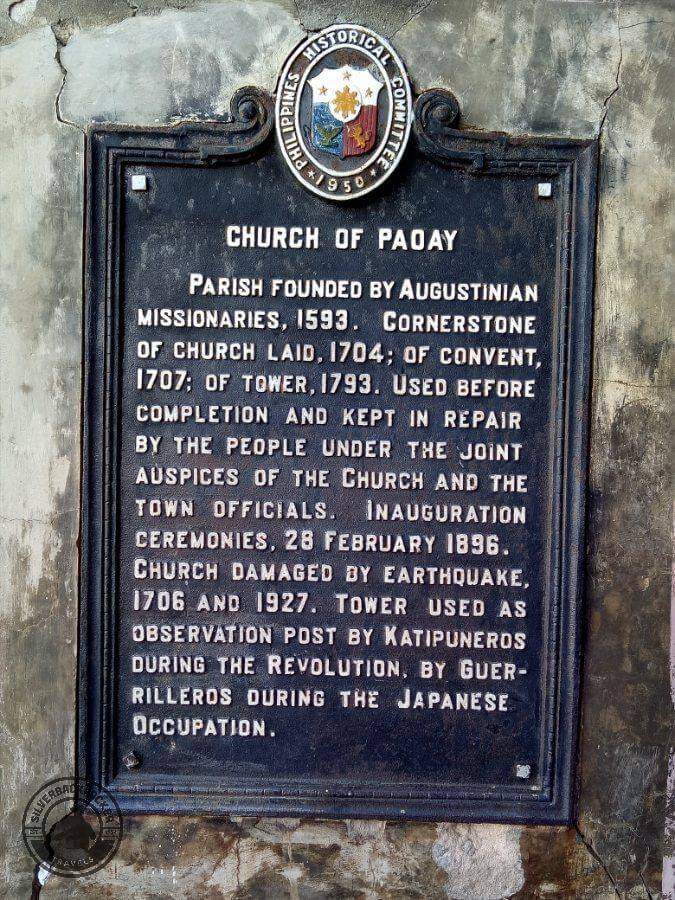 PHILIPPINES HISTORICAL COMMITTEE
★ 1950 ★
CHURCH OF PAOAY
PARISH FOUNDED BY AUGUSTINIAN
MISSIONARIES, 1593. CORNERSTONE
OF CHURCH LAID, 1704; OF CONVENT,
1707; OF TOWER, 1793. USED BEFORE
COMPLETION AND KEPT IN REPAIR
BY THE PEOPLE UNDER THE JOINT
AUSPICES OF THE CHURCH AND THE
TOWN OFFICIALS. INAUGURATION
CEREMONIES, 28 FEBRUARY 1896.
CHURCH DAMAGED BY EARTHQUAKE,
1706 AND 1927. TOWER USED AS
OBSERVATION POST BY KATIPUNEROS
DURING THE REVOLUTION, BY GUER-
RILLEROS DURING THE JAPANESE
OCCUPATION.
SILVERBACKPACKER
TRAVELS